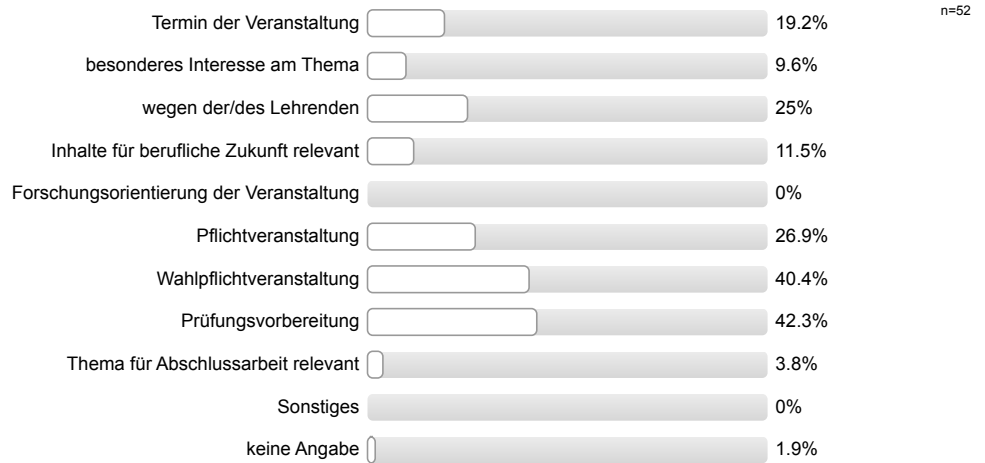 Termin der Veranstaltung 19.2% n=52
besonderes Interesse am Thema 9.6%
wegen der/des Lehrenden 25%
Inhalte für berufliche Zukunft relevant 11.5%
Forschungsorientierung der Veranstaltung 0%
Pflichtveranstaltung 26.9%
Wahlpflichtveranstaltung 40.4%
Prüfungsvorbereitung 42.3%
Thema für Abschlussarbeit relevant 3.8%
Sonstiges 0%
keine Angabe 1.9%